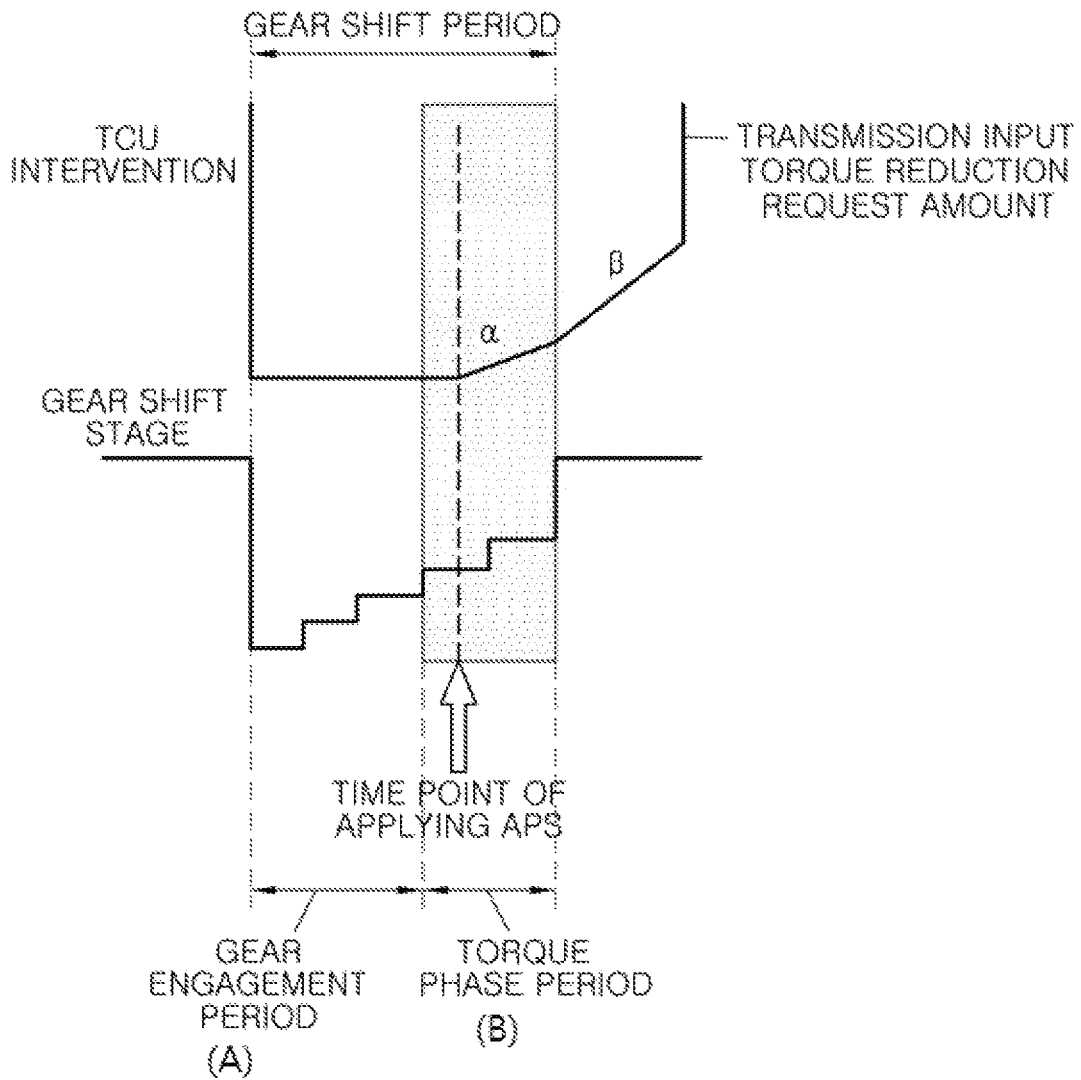 GEAR SHIFT PERIOD
TCU
INTERVENTION
TRANSMISSION INPUT
TORQUE REDUCTION
REQUEST AMOUNT
β
α
GEAR SHIFT
STAGE
TIME POINT OF
APPLYING APS
GEAR
ENGAGEMENT
PERIOD
(A)
TORQUE
PHASE PERIOD
(B)